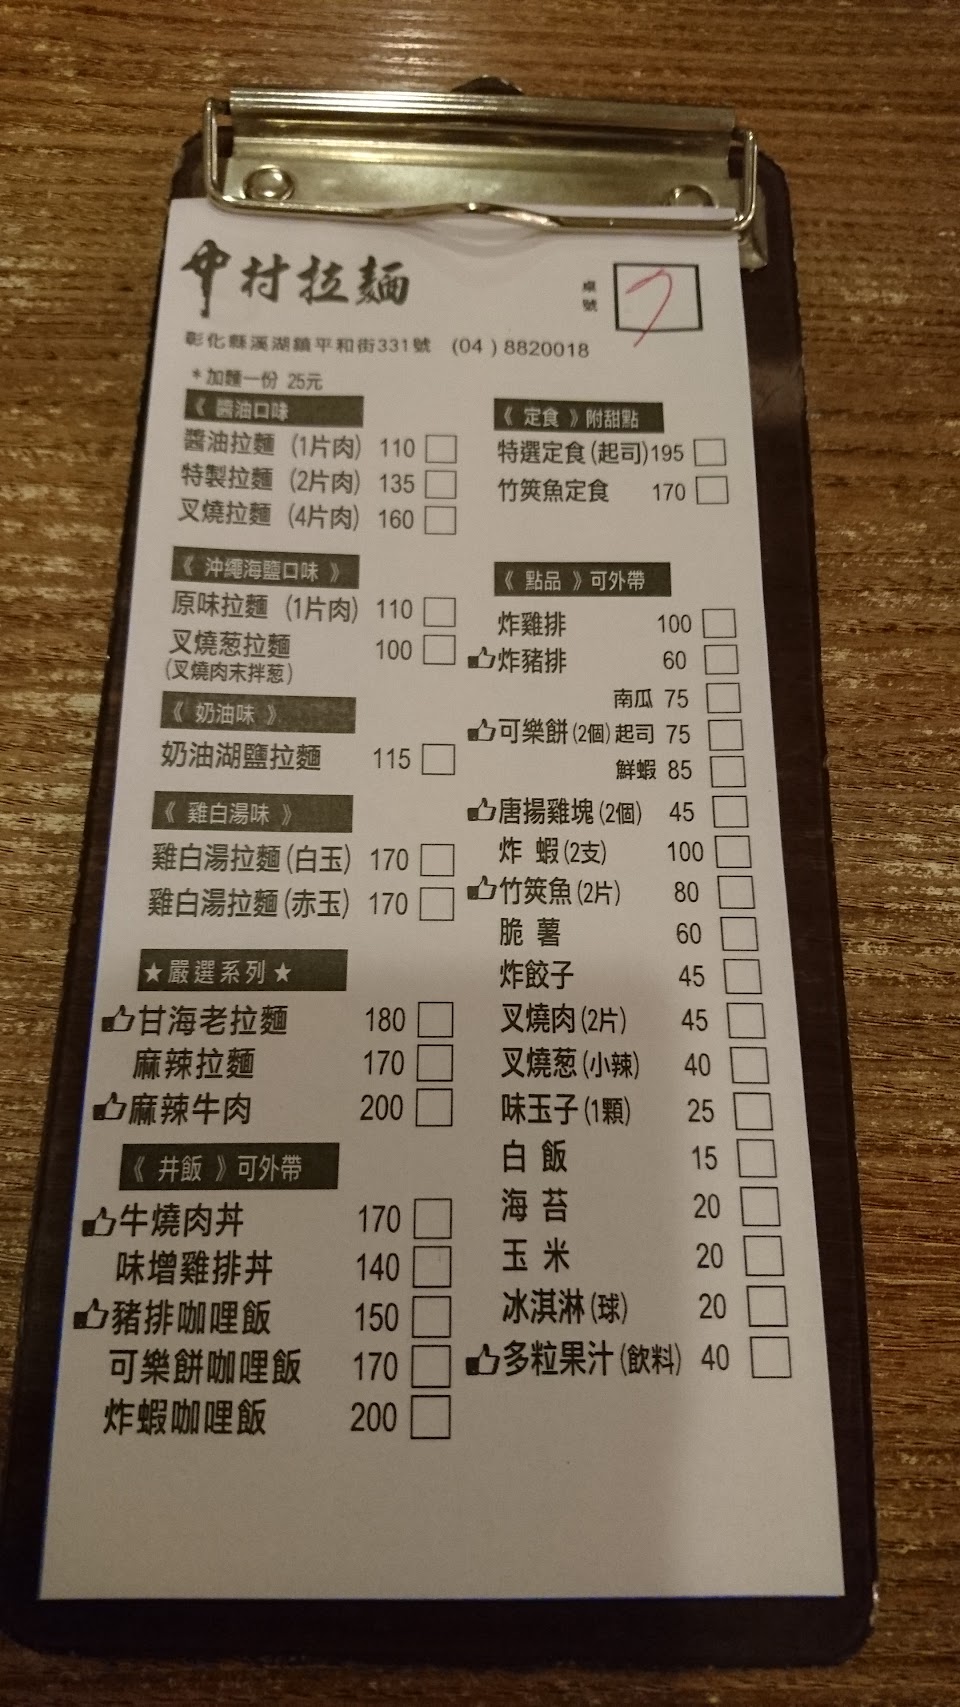 中村拉麵
桌號 7
彰化縣溪湖鎮平和街331號 (04)8820018
*加麵一份 25元
《 醬油口味
醬油拉麵 (1片肉) 110
特製拉麵 (2片肉) 135
叉燒拉麵 (4片肉) 160
《 沖繩海鹽口味 》
原味拉麵 (1片肉) 110
叉燒葱拉麵 100
(叉燒肉末拌葱)
《 奶油味 》
奶油湖鹽拉麵 115
《 雞白湯味 》
雞白湯拉麵(白玉) 170
雞白湯拉麵(赤玉) 170
★嚴選系列★
甘海老拉麵 180
麻辣拉麵 170
麻辣牛肉 200
《 丼飯 》可外帶
牛燒肉丼 170
味增雞排丼 140
豬排咖哩飯 150
可樂餅咖哩飯 170
炸蝦咖哩飯 200
《 定食 》附甜點
特選定食(起司)195
竹筴魚定食 170
《 點品 》可外帶
炸雞排 100
炸豬排 60
南瓜 75
可樂餅(2個) 起司 75
鮮蝦 85
唐揚雞塊(2個) 45
炸 蝦(2支) 100
竹筴魚(2片) 80
脆 薯 60
炸餃子 45
叉燒肉(2片) 45
叉燒葱(小辣) 40
味玉子(1顆) 25
白 飯 15
海 苔 20
玉 米 20
冰淇淋(球) 20
多粒果汁(飲料) 40